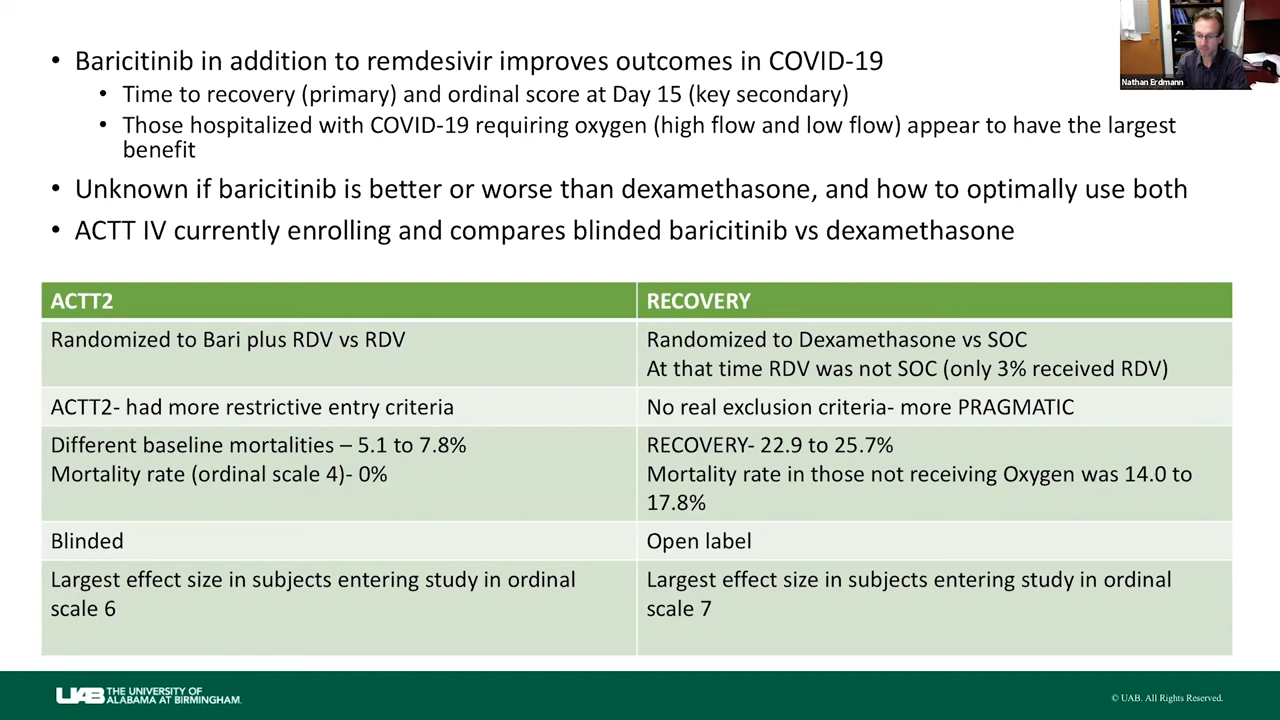 Nathan Erdmann
• Baricitinib in addition to remdesivir improves outcomes in COVID-19
• Time to recovery (primary) and ordinal score at Day 15 (key secondary)
• Those hospitalized with COVID-19 requiring oxygen (high flow and low flow) appear to have the largest
benefit
• Unknown if baricitinib is better or worse than dexamethasone, and how to optimally use both
• ACTT IV currently enrolling and compares blinded baricitinib vs dexamethasone
ACTT2
RECOVERY
Randomized to Bari plus RDV vs RDV
Randomized to Dexamethasone vs SOC
At that time RDV was not SOC (only 3% received RDV)
ACTT2- had more restrictive entry criteria
No real exclusion criteria- more PRAGMATIC
Different baseline mortalities – 5.1 to 7.8%
Mortality rate (ordinal scale 4)- 0%
RECOVERY- 22.9 to 25.7%
Mortality rate in those not receiving Oxygen was 14.0 to
17.8%
Blinded
Open label
Largest effect size in subjects entering study in ordinal
scale 6
Largest effect size in subjects entering study in ordinal
scale 7
UAB THE UNIVERSITY OF
ALABAMA AT BIRMINGHAM.
© UAB. All Rights Reserved.